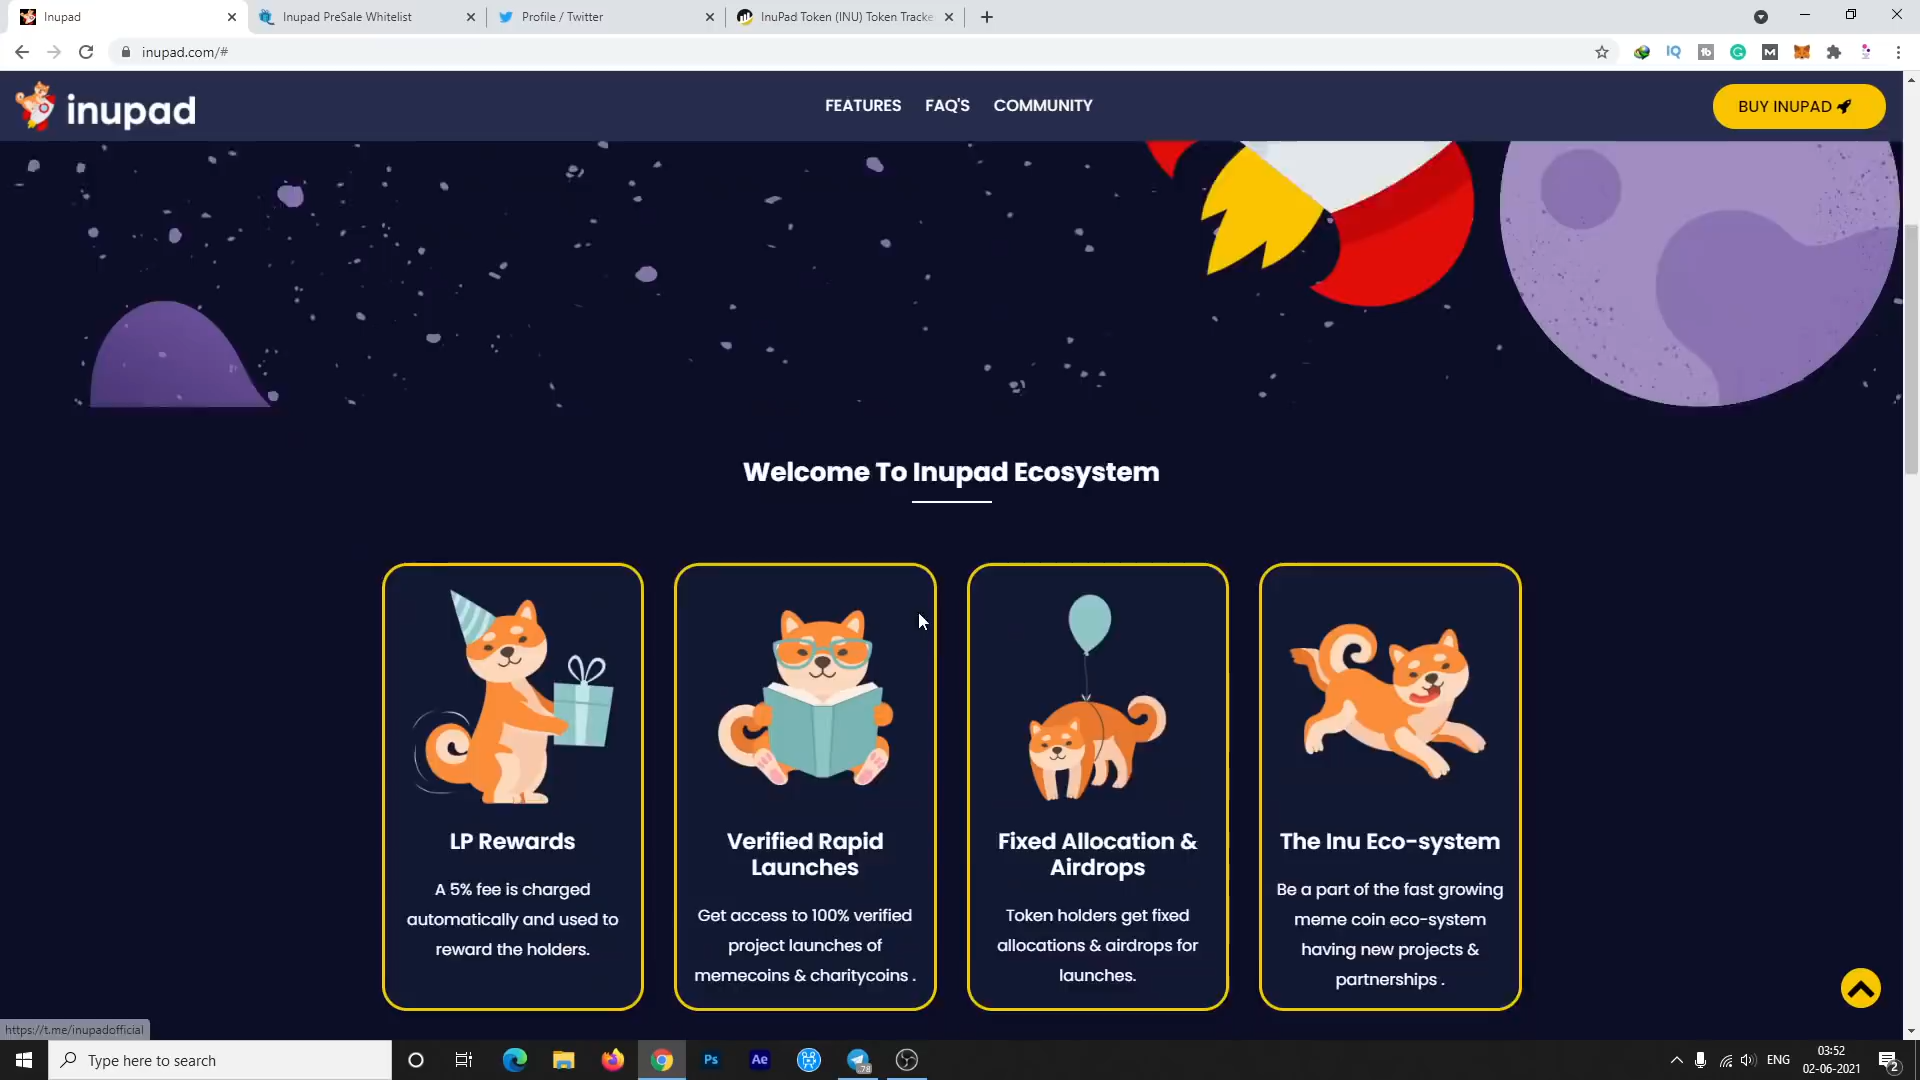 Inupad
Inupad PreSale Whitelist
Profile / Twitter
InuPad Token (INU) Token Tracke
inupad.com/#
inupad
FEATURES
FAQ'S
COMMUNITY
BUY INUPAD
Welcome To Inupad Ecosystem
LP Rewards
A 5% fee is charged
automatically and used to
reward the holders.
Verified Rapid
Launches
Get access to 100% verified
project launches of
memecoins & charitycoins .
Fixed Allocation &
Airdrops
Token holders get fixed
allocations & airdrops for
launches.
The Inu Eco-system
Be a part of the fast growing
meme coin eco-system
having new projects &
partnerships .
https://t.me/inupadofficial
Type here to search
Ps
Ae
78
ENG
03:52
02-06-2021
2